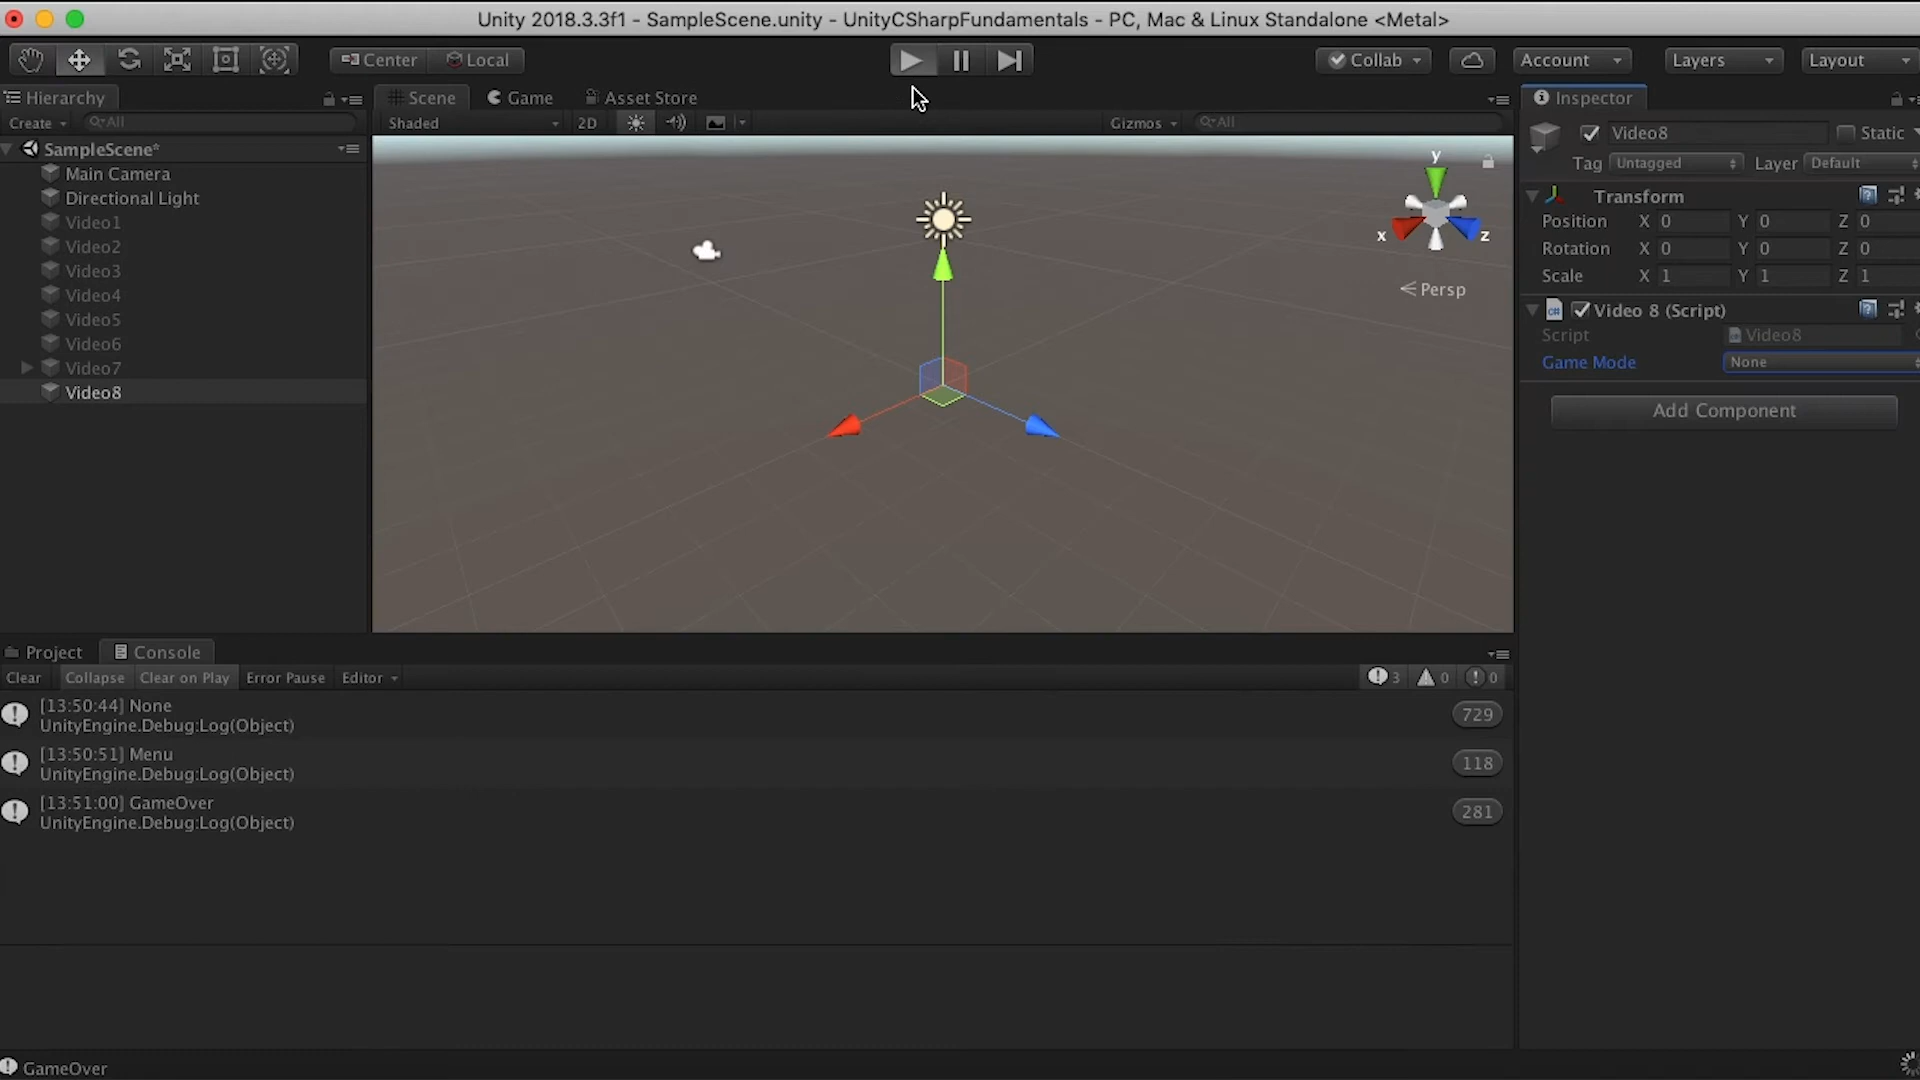 Unity 2018.3.3f1 - SampleScene.unity - UnityCSharpFundamentals - PC, Mac & Linux Standalone <Metal>
Center Local Collab Account Layers Layout
Hierarchy Scene Game Asset Store Inspector
Create All Shaded 2D Gizmos All
SampleScene*
Main Camera
Directional Light
Video1
Video2
Video3
Video4
Video5
Video6
Video7
Video8
y
x z
Persp
Video8 Static
Tag Untagged Layer Default
Transform
Position X 0 Y 0 Z 0
Rotation X 0 Y 0 Z 0
Scale X 1 Y 1 Z 1
Video 8 (Script)
Script Video8
Game Mode None
Add Component
Project Console
Clear Collapse Clear on Play Error Pause Editor 3 0 0
[13:50:44] None
UnityEngine.Debug:Log(Object)
729
[13:50:51] Menu
UnityEngine.Debug:Log(Object)
118
[13:51:00] GameOver
UnityEngine.Debug:Log(Object)
281
GameOver